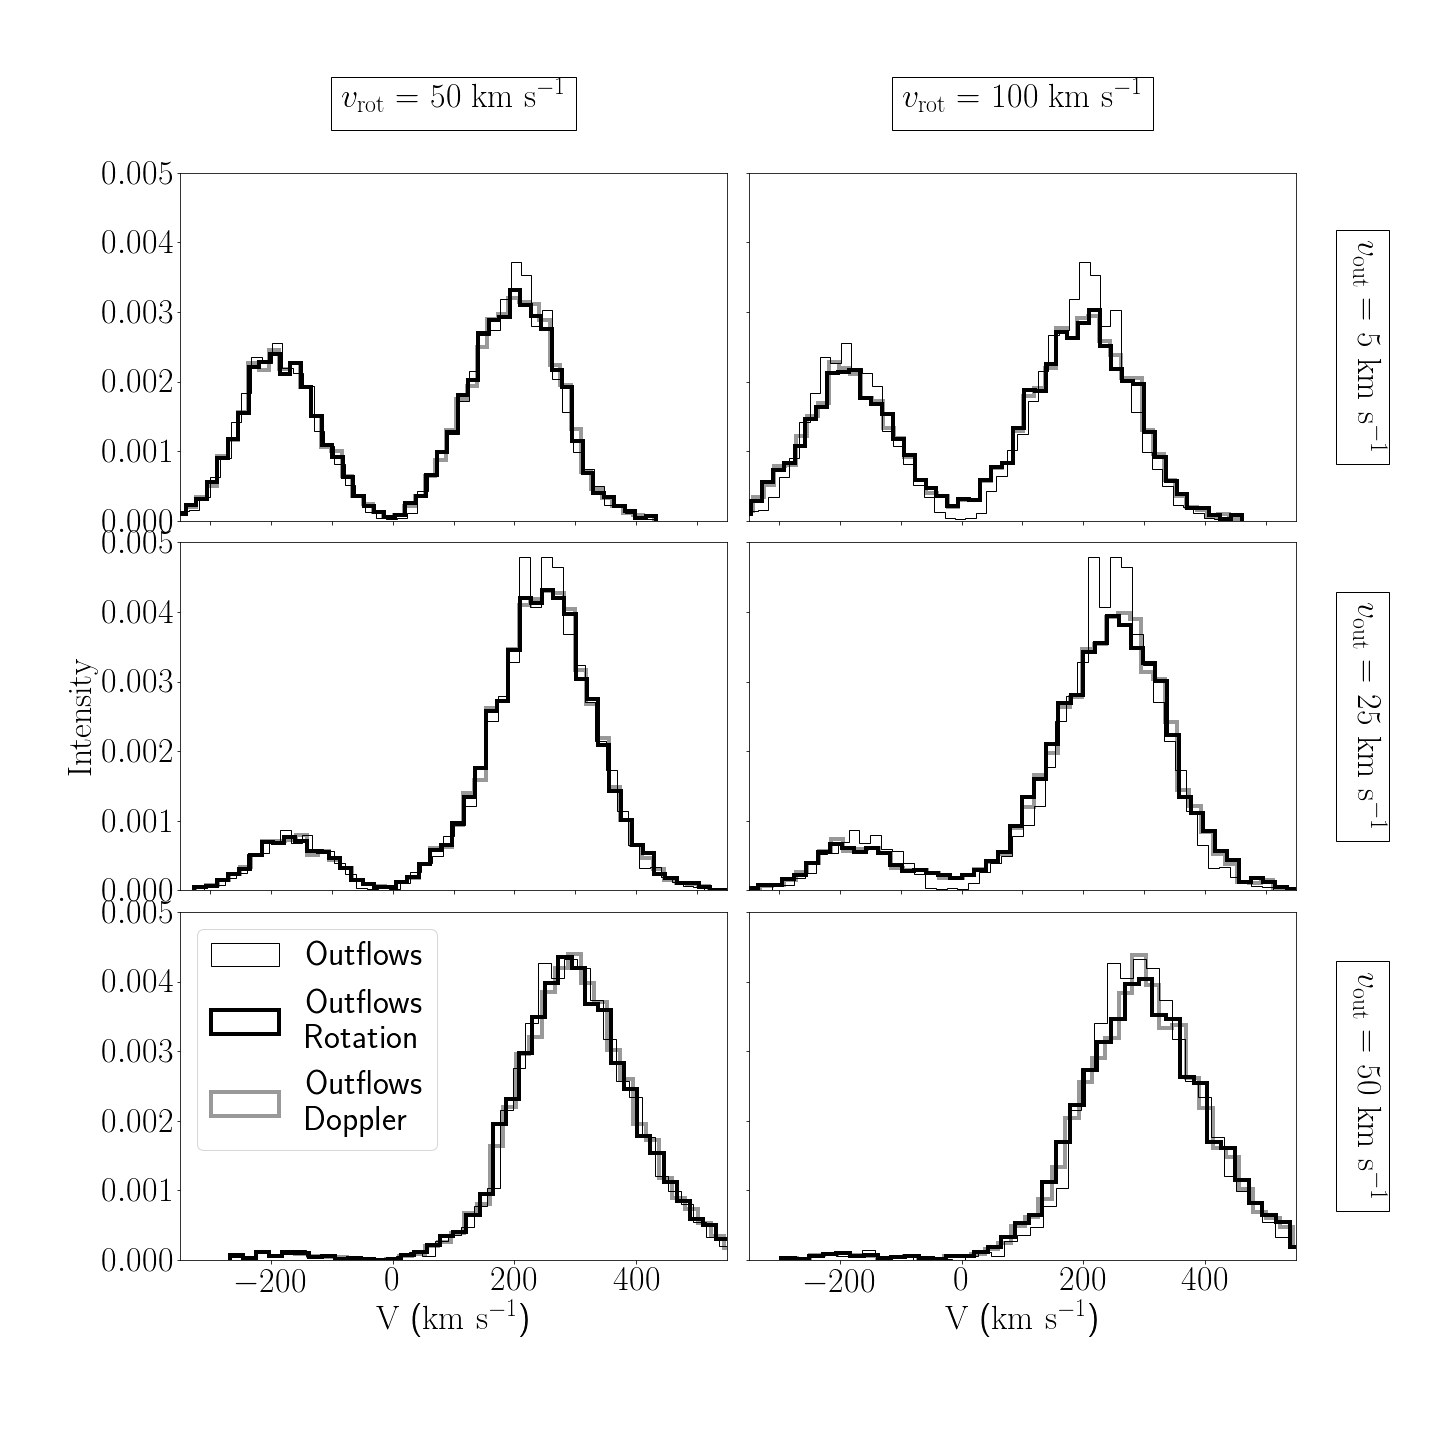 v_rot = 50 km s⁻¹
v_rot = 100 km s⁻¹
0.005
0.004
0.003
0.002
0.001
0.000
v_out = 5 km s⁻¹
0.005
0.004
0.003
0.002
0.001
0.000
Intensity
v_out = 25 km s⁻¹
0.005
0.004
0.003
0.002
0.001
0.000
Outflows
Outflows
Rotation
Outflows
Doppler
v_out = 50 km s⁻¹
−200 0 200 400
−200 0 200 400
V (km s⁻¹)
V (km s⁻¹)